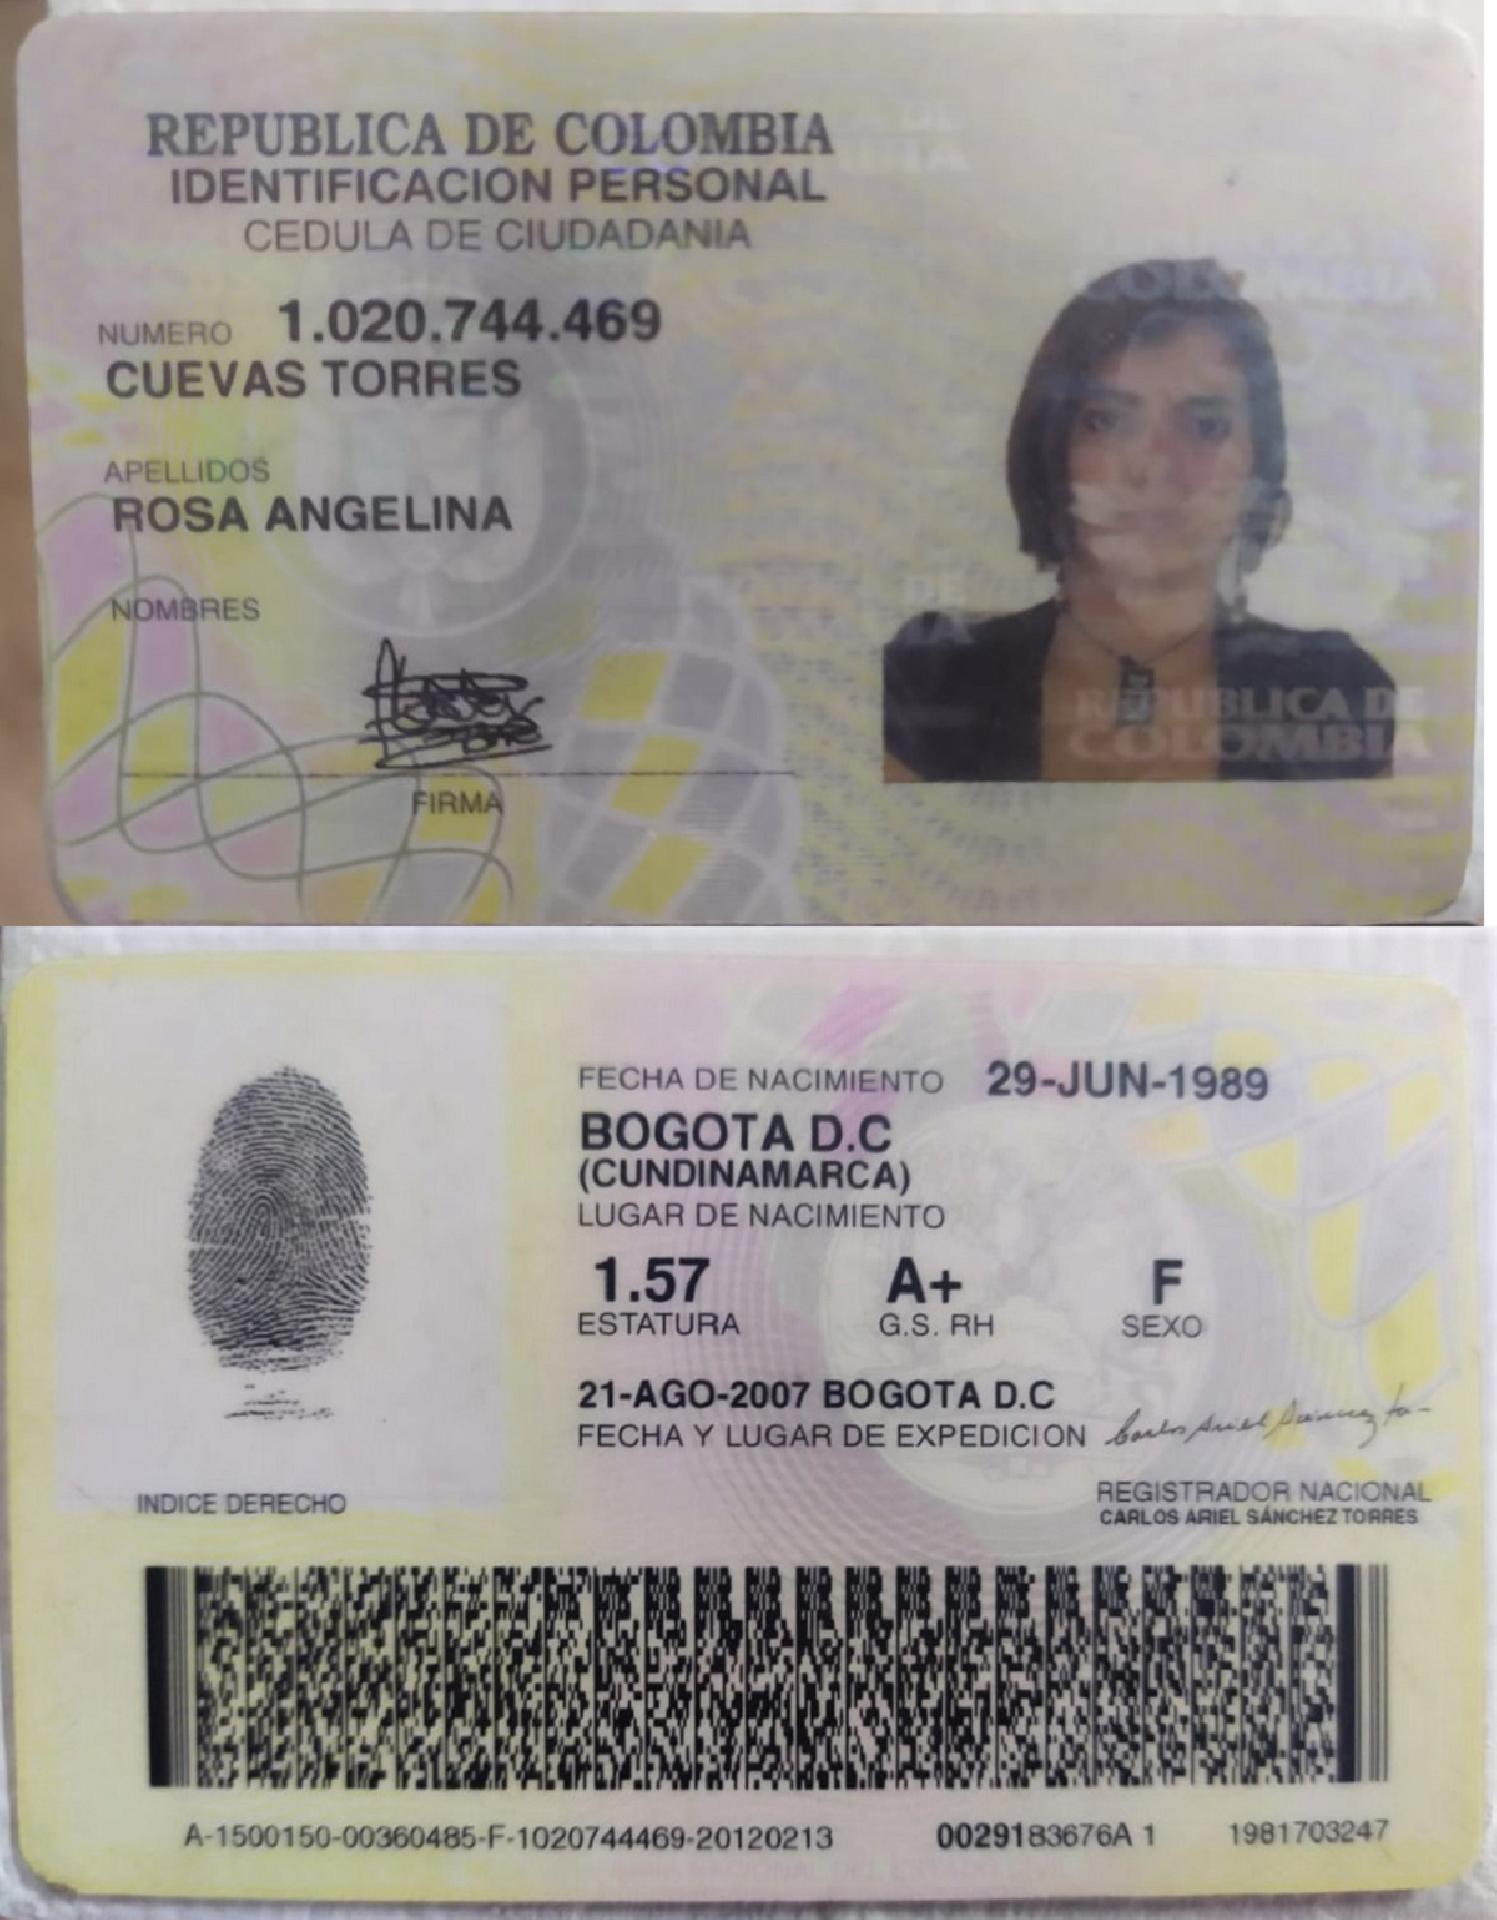 REPUBLICA DE COLOMBIA
IDENTIFICACION PERSONAL
CEDULA DE CIUDADANIA
NUMERO 1.020.744.469
CUEVAS TORRES
APELLIDOS
ROSA ANGELINA
NOMBRES
FIRMA
DE
COLOMBIA
REPUBLICA DE
COLOMBIA
FECHA DE NACIMIENTO 29-JUN-1989
BOGOTA D.C
(CUNDINAMARCA)
LUGAR DE NACIMIENTO
1.57 A+ F
ESTATURA G.S. RH SEXO
21-AGO-2007 BOGOTA D.C
FECHA Y LUGAR DE EXPEDICION
INDICE DERECHO
REGISTRADOR NACIONAL
CARLOS ARIEL SÁNCHEZ TORRES
A-1500150-00360485-F-1020744469-20120213 0029183676A 1 1981703247